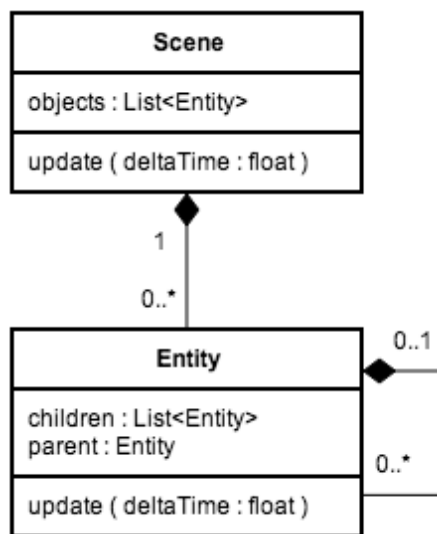 Scene
objects : List<Entity>
update ( deltaTime : float )
1
0..*
Entity
0..1
children : List<Entity>
parent : Entity
0..*
update ( deltaTime : float )